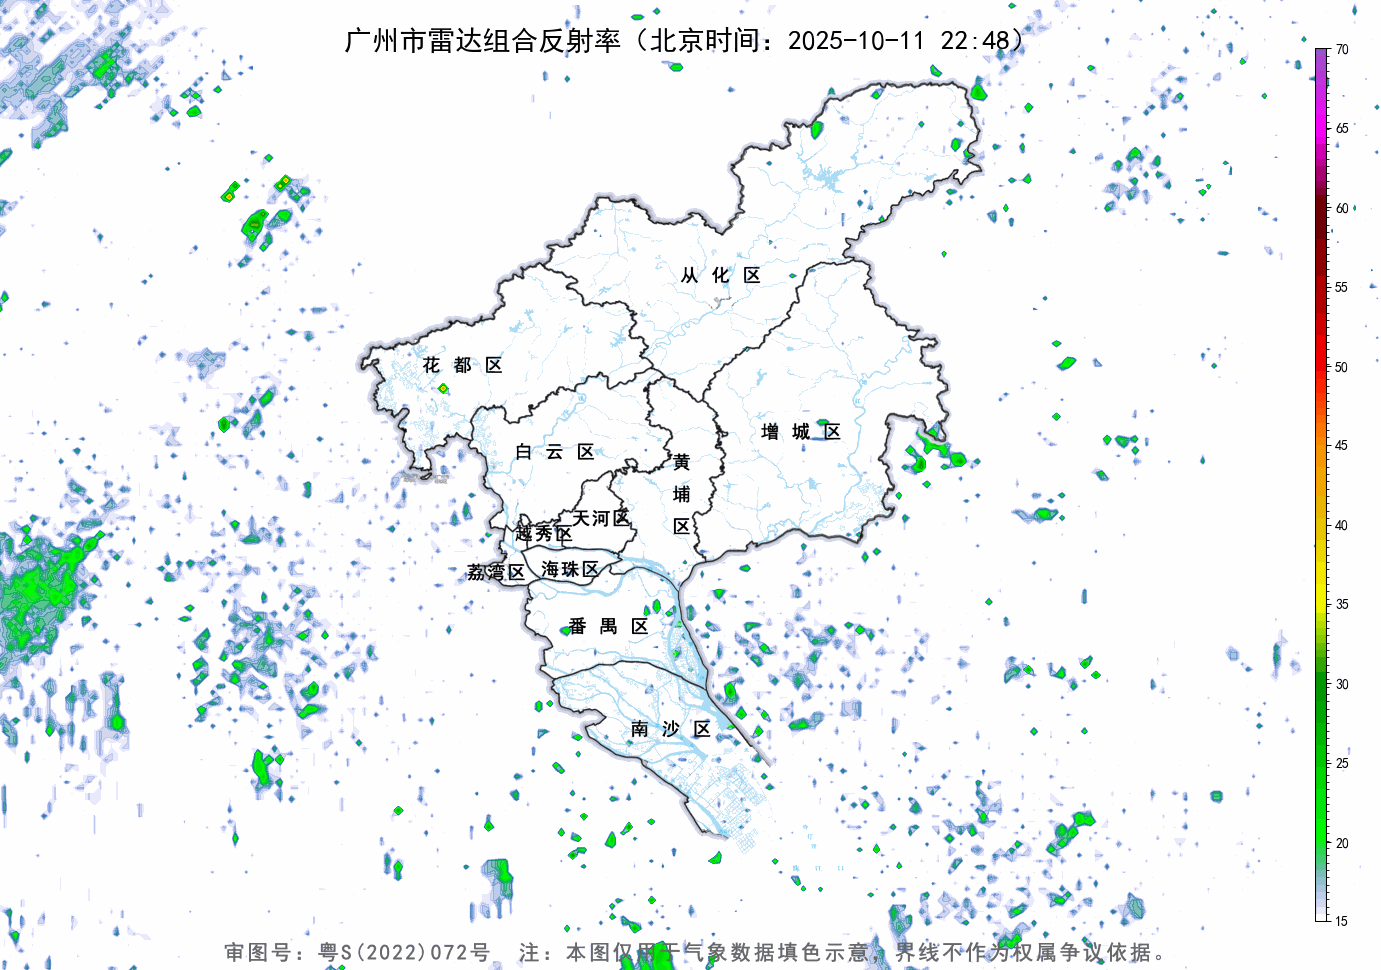 广州市雷达组合反射率（北京时间：2025-10-11 22:48）
70
65
60
55
50
45
40
35
30
25
20
15
从化区
花都区
增城区
白云区
黄埔区
天河区
越秀区
海珠区
荔湾区
番禺区
南沙区
审图号：粤S(2022)072号 注：本图仅用于气象数据填色示意，界线不作为权属争议依据。